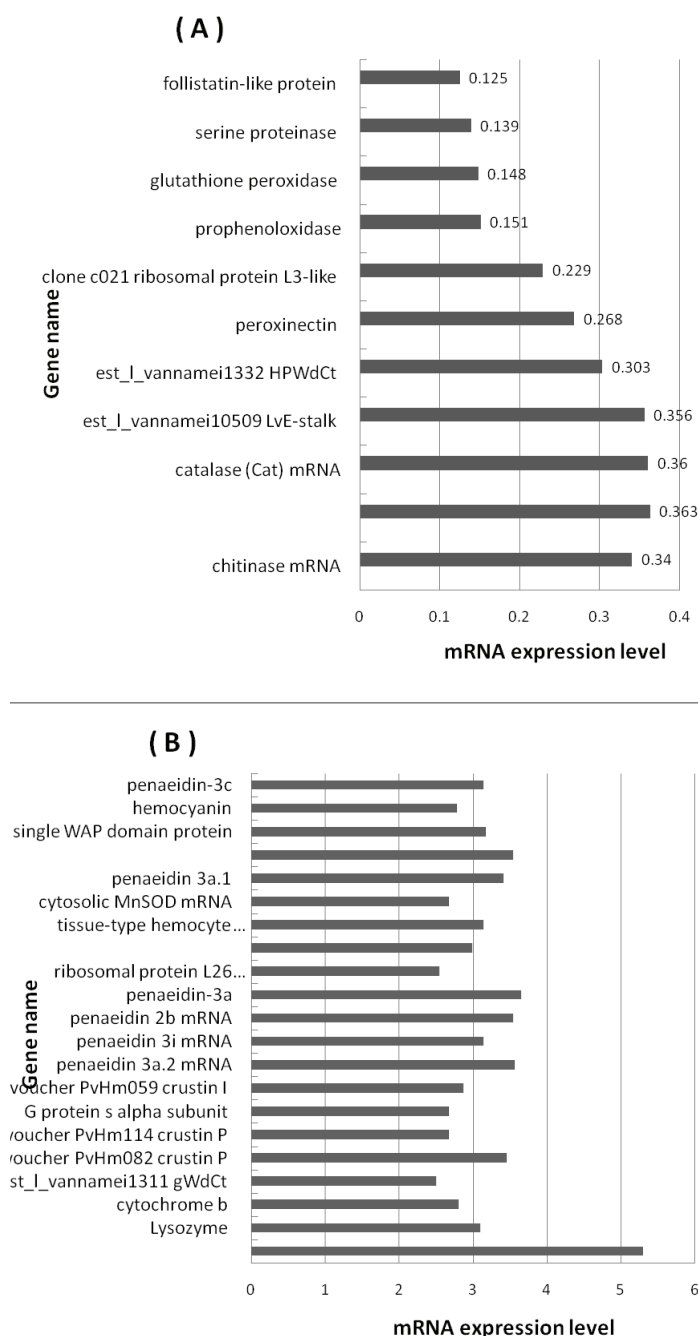 ( A )
follistatin-like protein 0.125
serine proteinase 0.139
glutathione peroxidase 0.148
prophenoloxidase 0.151
clone c021 ribosomal protein L3-like 0.229
peroxinectin 0.268
est_l_vannamei1332 HPWdCt 0.303
est_l_vannamei10509 LvE-stalk 0.356
catalase (Cat) mRNA 0.36
0.363
chitinase mRNA 0.34
Gene name
0 0.1 0.2 0.3 0.4
mRNA expression level
( B )
penaeidin-3c
hemocyanin
single WAP domain protein
penaeidin 3a.1
cytosolic MnSOD mRNA
tissue-type hemocyte...
ribosomal protein L26...
penaeidin-3a
penaeidin 2b mRNA
penaeidin 3i mRNA
penaeidin 3a.2 mRNA
voucher PvHm059 crustin I
G protein s alpha subunit
voucher PvHm114 crustin P
voucher PvHm082 crustin P
st_l_vannamei1311 gWdCt
cytochrome b
Lysozyme
Gene name
0 1 2 3 4 5 6
mRNA expression level